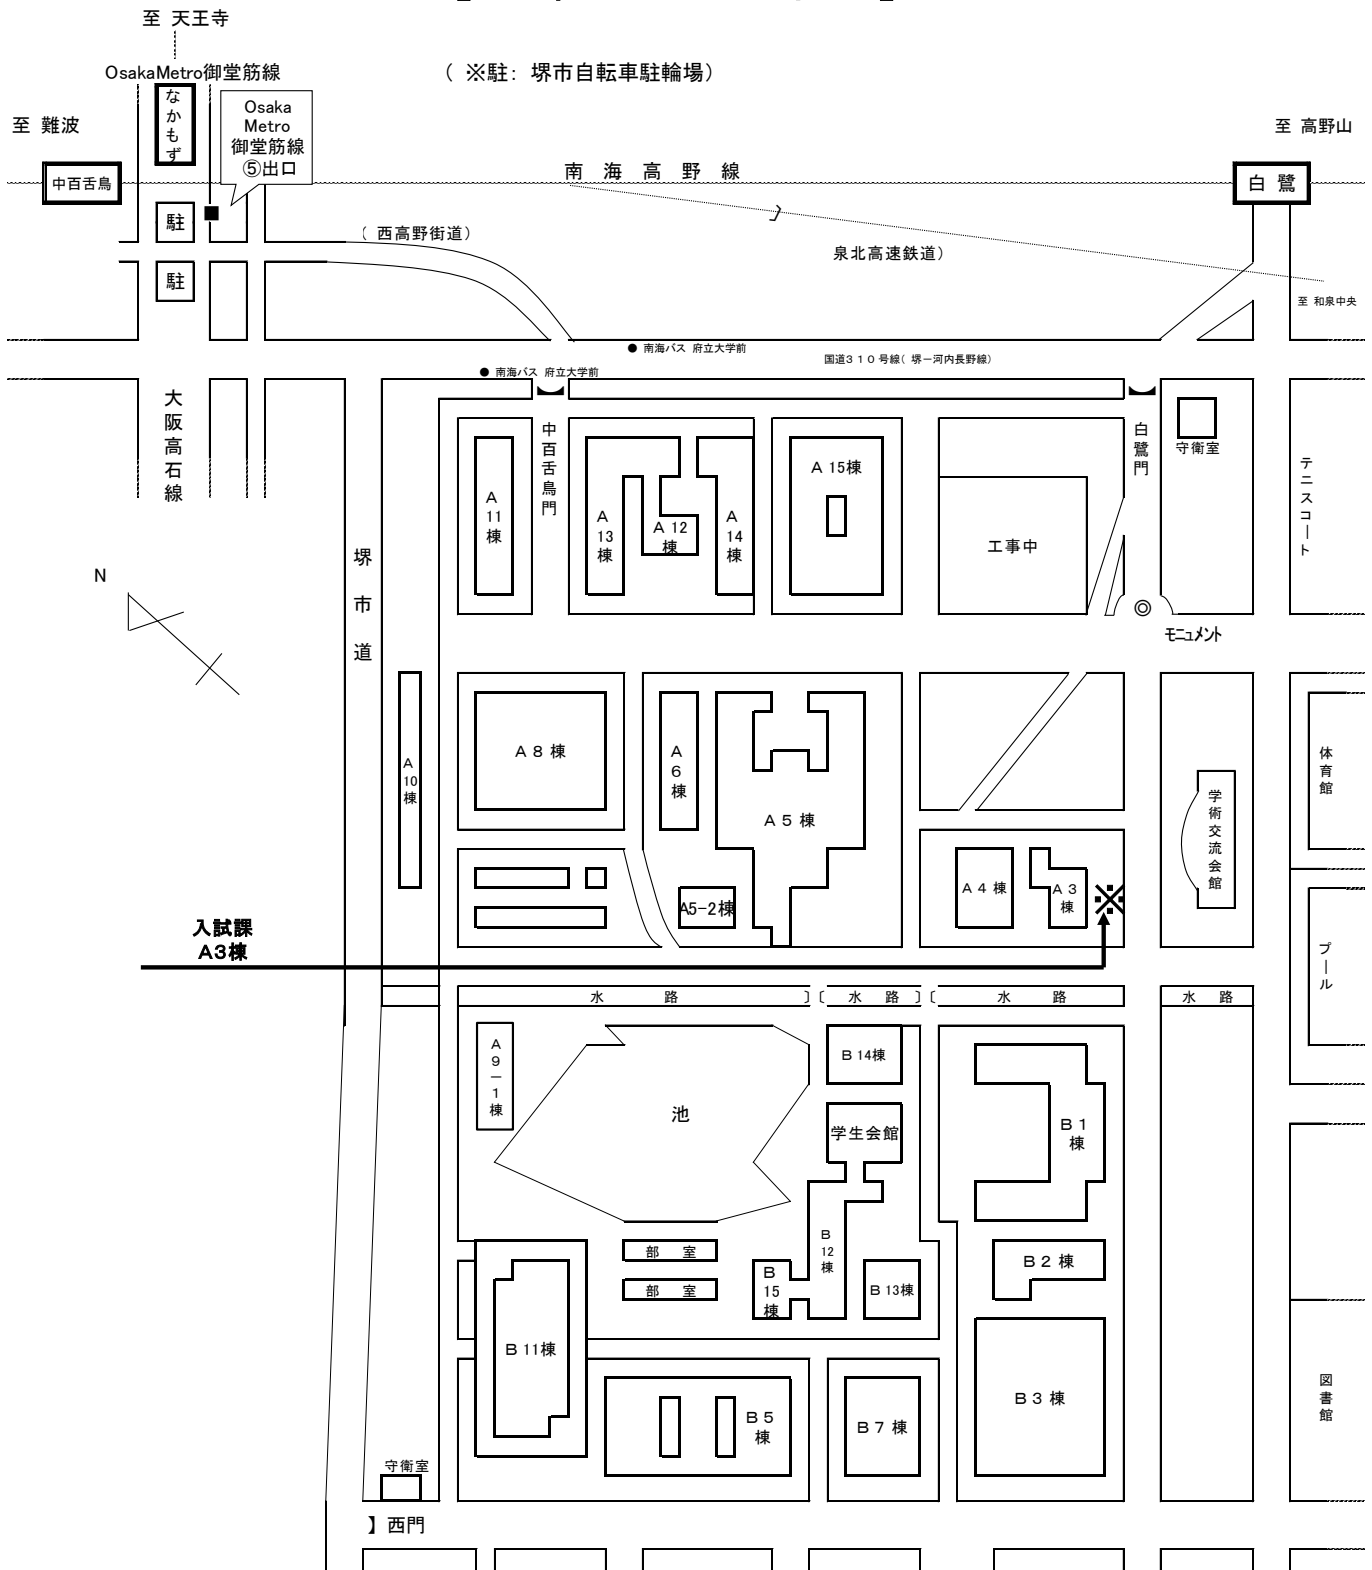 至 天王寺
OsakaMetro御堂筋線
( ※駐: 堺市自転車駐輪場)
なかもず
Osaka
Metro
御堂筋線
⑤出口
至 難波
至 高野山
中百舌鳥
南 海 高 野 線
白 鷺
駐
( 西高野街道)
泉北高速鉄道)
駐
至 和泉中央
● 南海バス 府立大学前
国道310号線( 堺ー河内長野線)
● 南海バス 府立大学前
大阪高石線
中百舌鳥門
白鷺門
守衛室
テニスコート
A 11 棟
A 13 棟
A 12 棟
A 14 棟
A 15棟
工事中
堺市道
N
モニュメント
A 10 棟
A 8 棟
A 6 棟
A 5 棟
体育館
学術交流会館
A5-2棟
A 4 棟
A 3 棟
※
入試課
A3棟
プール
水 路
水 路
水 路
水 路
A 9 ー 1 棟
池
B 14棟
学生会館
B 1 棟
B 12 棟
部 室
部 室
B 15 棟
B 13棟
B 2 棟
B 11棟
B 5 棟
B 7 棟
B 3 棟
図書館
守衛室
】西門